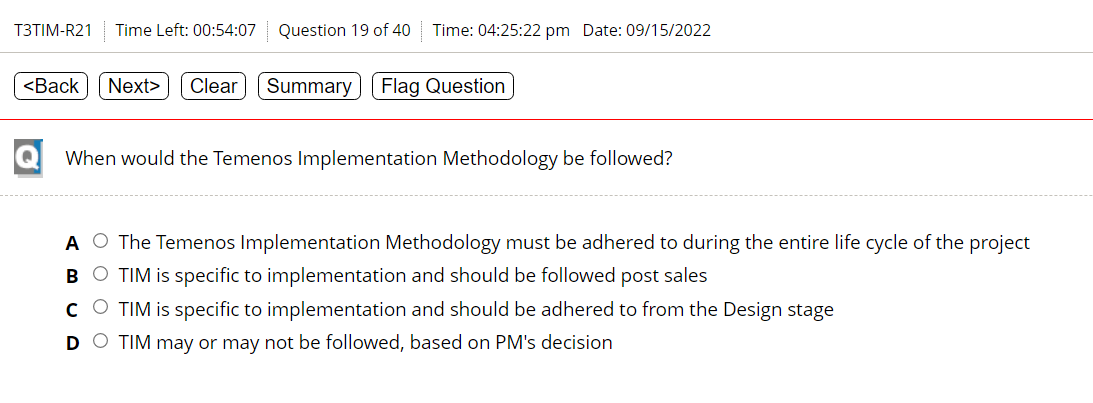 T3TIM-R21 Time Left: 00:54:07 Question 19 of 40 Time: 04:25:22 pm Date: 09/15/2022
<Back Next> Clear Summary Flag Question
Q When would the Temenos Implementation Methodology be followed?
A The Temenos Implementation Methodology must be adhered to during the entire life cycle of the project
B TIM is specific to implementation and should be followed post sales
C TIM is specific to implementation and should be adhered to from the Design stage
D TIM may or may not be followed, based on PM's decision